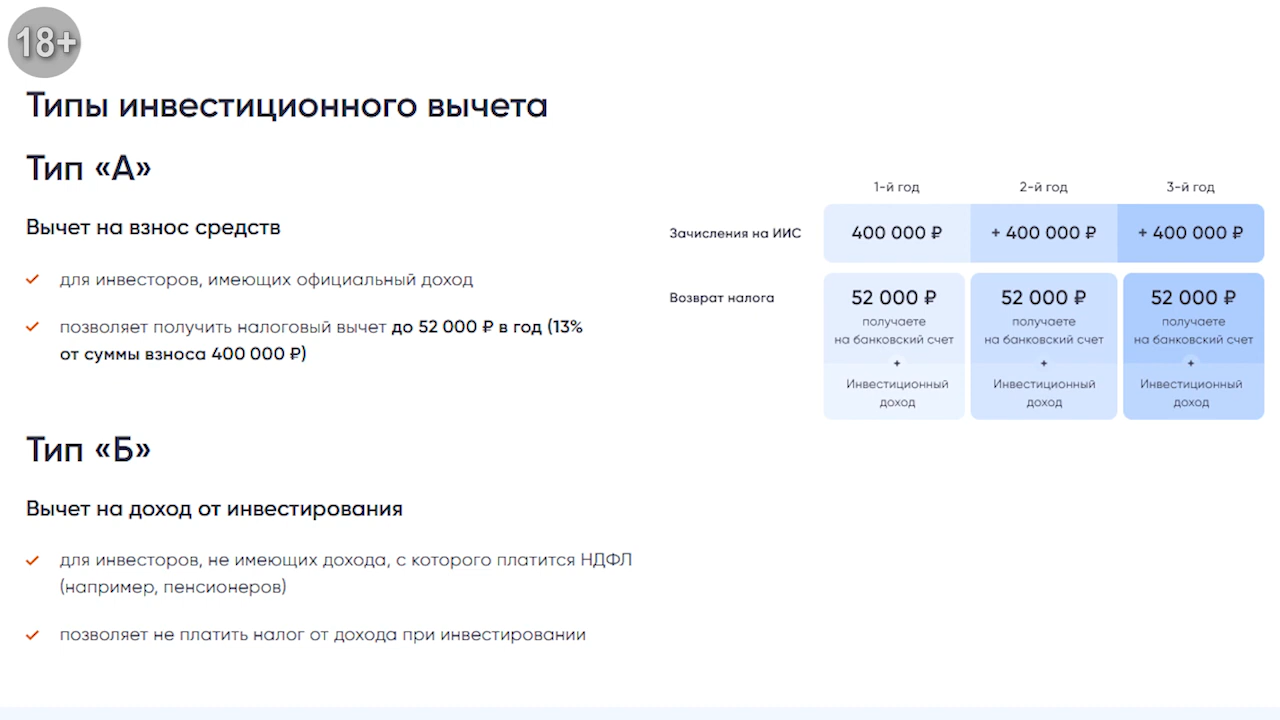 18+
Типы инвестиционного вычета
Тип «А»
Вычет на взнос средств
для инвесторов, имеющих официальный доход
позволяет получить налоговый вычет до 52 000 ₽ в год (13%
от суммы взноса 400 000 ₽)
Тип «Б»
Вычет на доход от инвестирования
для инвесторов, не имеющих дохода, с которого платится НДФЛ
(например, пенсионеров)
позволяет не платить налог от дохода при инвестировании
1-й год 2-й год 3-й год
Зачисления на ИИС 400 000 ₽ + 400 000 ₽ + 400 000 ₽
Возврат налога 52 000 ₽ 52 000 ₽ 52 000 ₽
получаете получаете получаете
на банковский счет на банковский счет на банковский счет
+ + +
Инвестиционный Инвестиционный Инвестиционный
доход доход доход